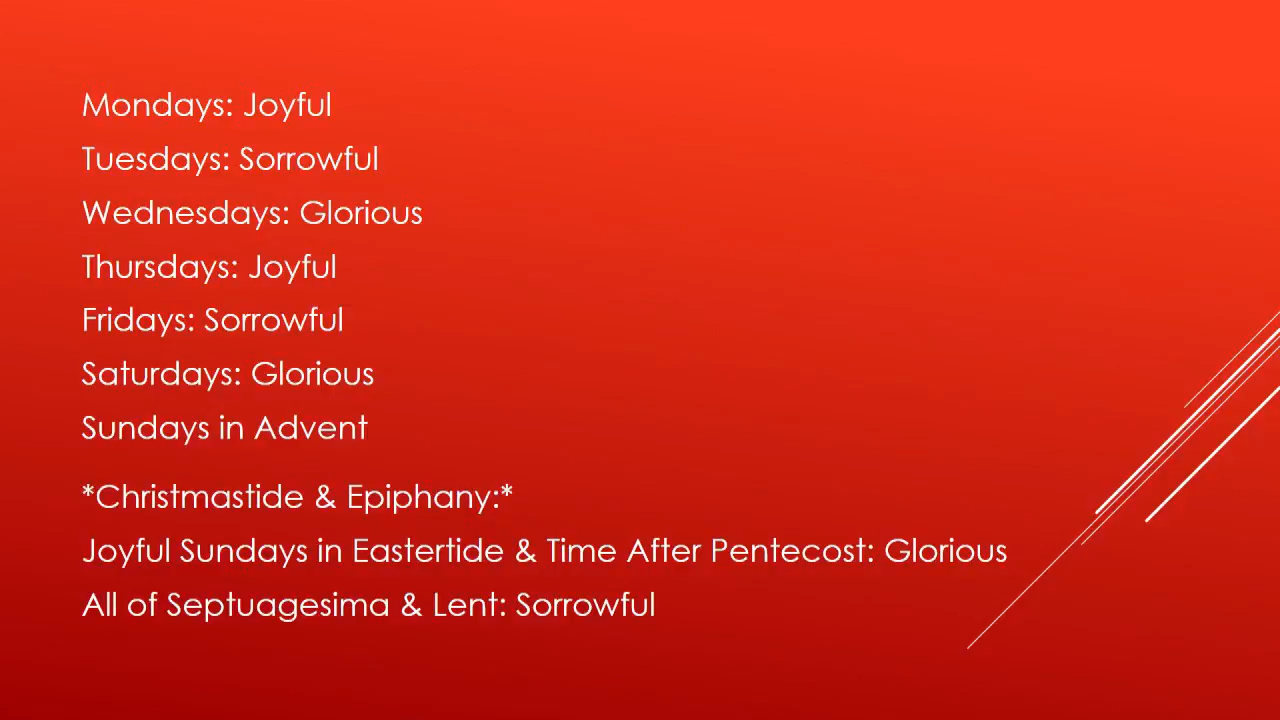 Mondays: Joyful
Tuesdays: Sorrowful
Wednesdays: Glorious
Thursdays: Joyful
Fridays: Sorrowful
Saturdays: Glorious
Sundays in Advent
*Christmastide & Epiphany:*
Joyful Sundays in Eastertide & Time After Pentecost: Glorious
All of Septuagesima & Lent: Sorrowful